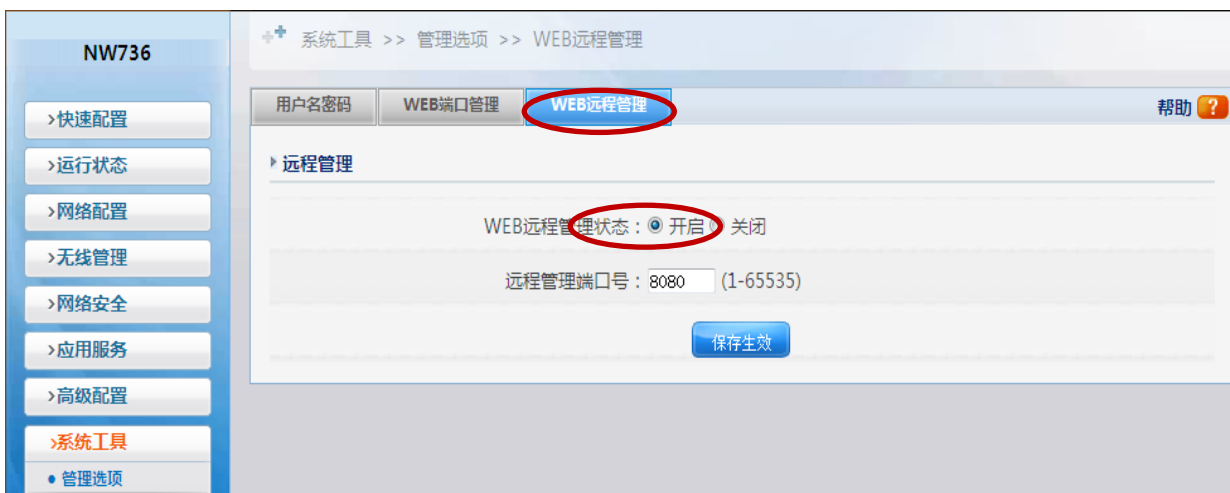 NW736
系统工具 >> 管理选项 >> WEB远程管理
用户名密码 WEB端口管理 WEB远程管理
帮助 ?
>快速配置
>运行状态
>网络配置
>无线管理
>网络安全
>应用服务
>高级配置
>系统工具
• 管理选项
远程管理
WEB远程管理状态：开启 关闭
远程管理端口号：8080 (1-65535)
保存生效